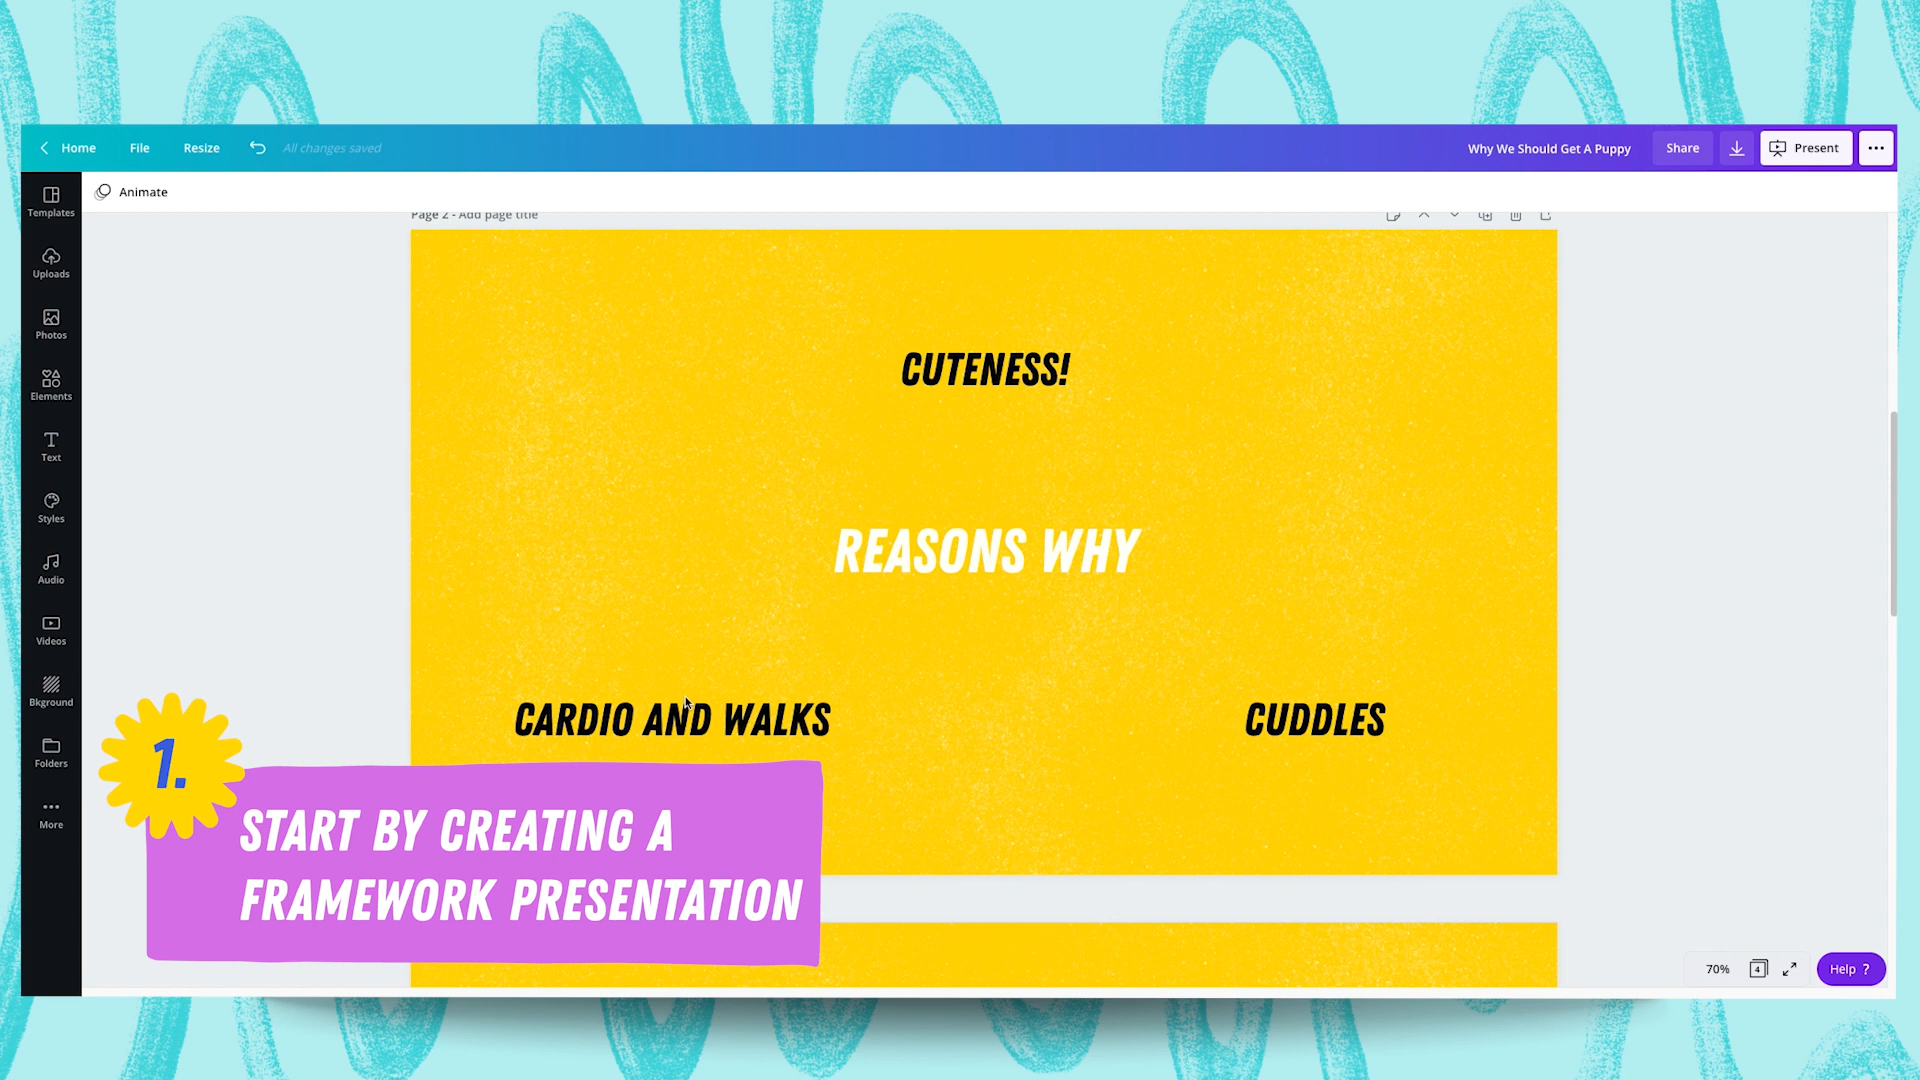 Home File Resize All changes saved Why We Should Get A Puppy Share Present
Animate
Templates
Uploads
Photos
Elements
Text
Styles
Audio
Videos
Bkground
Folders
More
Page 2 - Add page title
CUTENESS!
REASONS WHY
CARDIO AND WALKS
CUDDLES
1.
START BY CREATING A
FRAMEWORK PRESENTATION
70% 4 Help ?